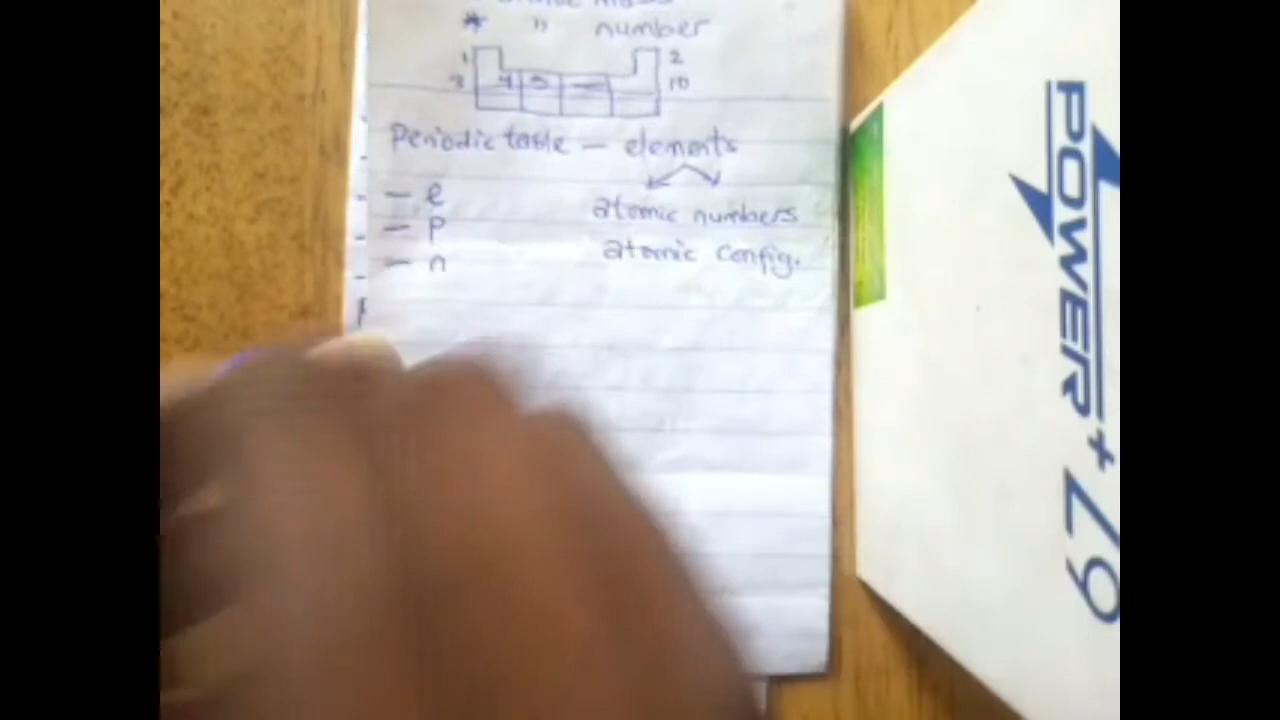 * " number
1 2
3 4 5 10
Periodic table — elements
— e
atomic numbers
— p
atomic config.
— n
POWER+ Z9